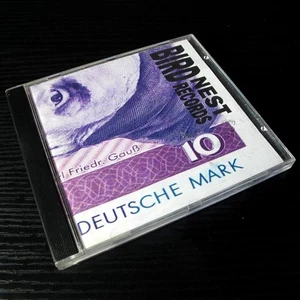 BIRD NEST
RECORDS
l Friedr. Gauß
10
DEUTSCHE MARK